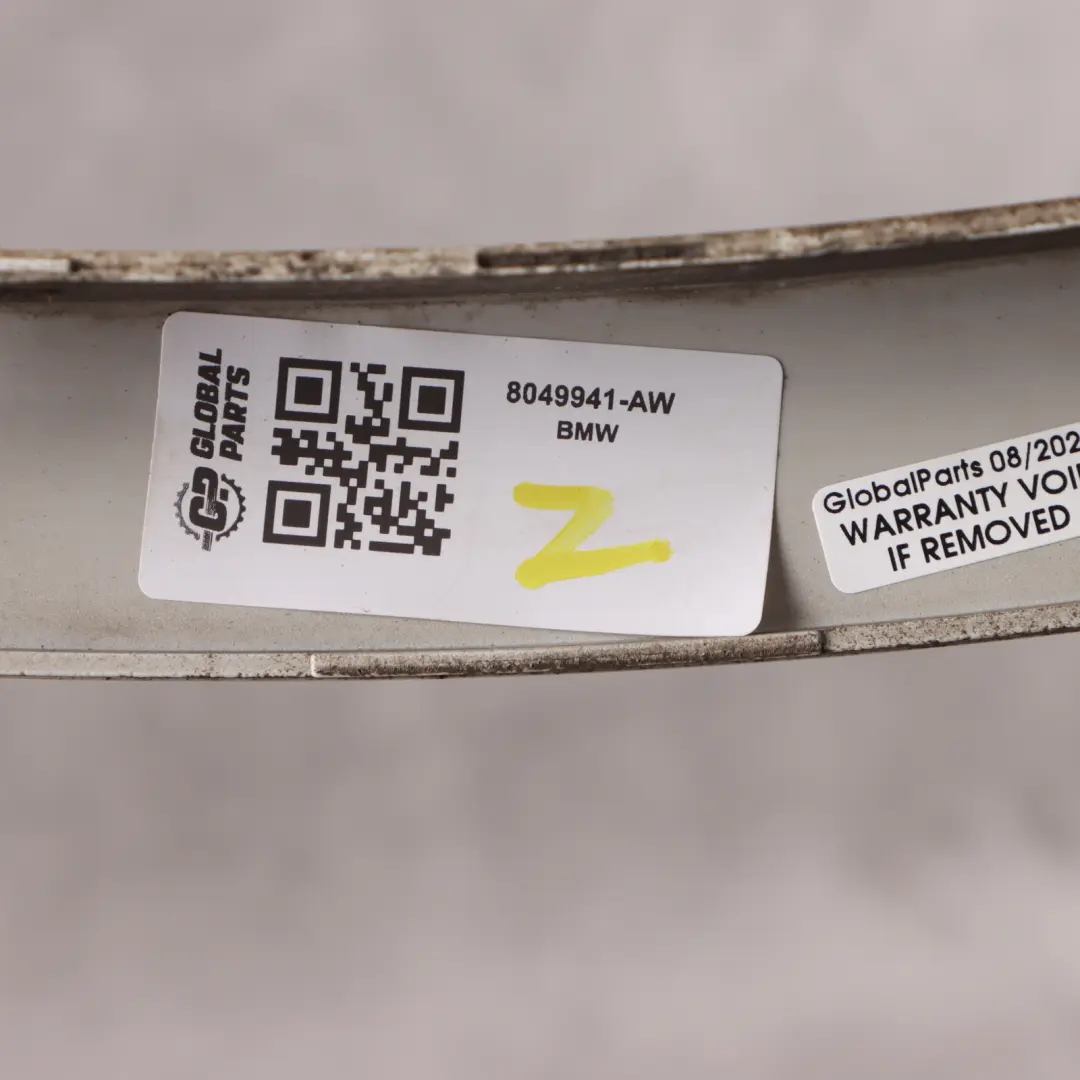 GLOBAL
PARTS
8049941-AW
BMW
Z
GlobalParts 08/202
WARRANTY VOI
IF REMOVED